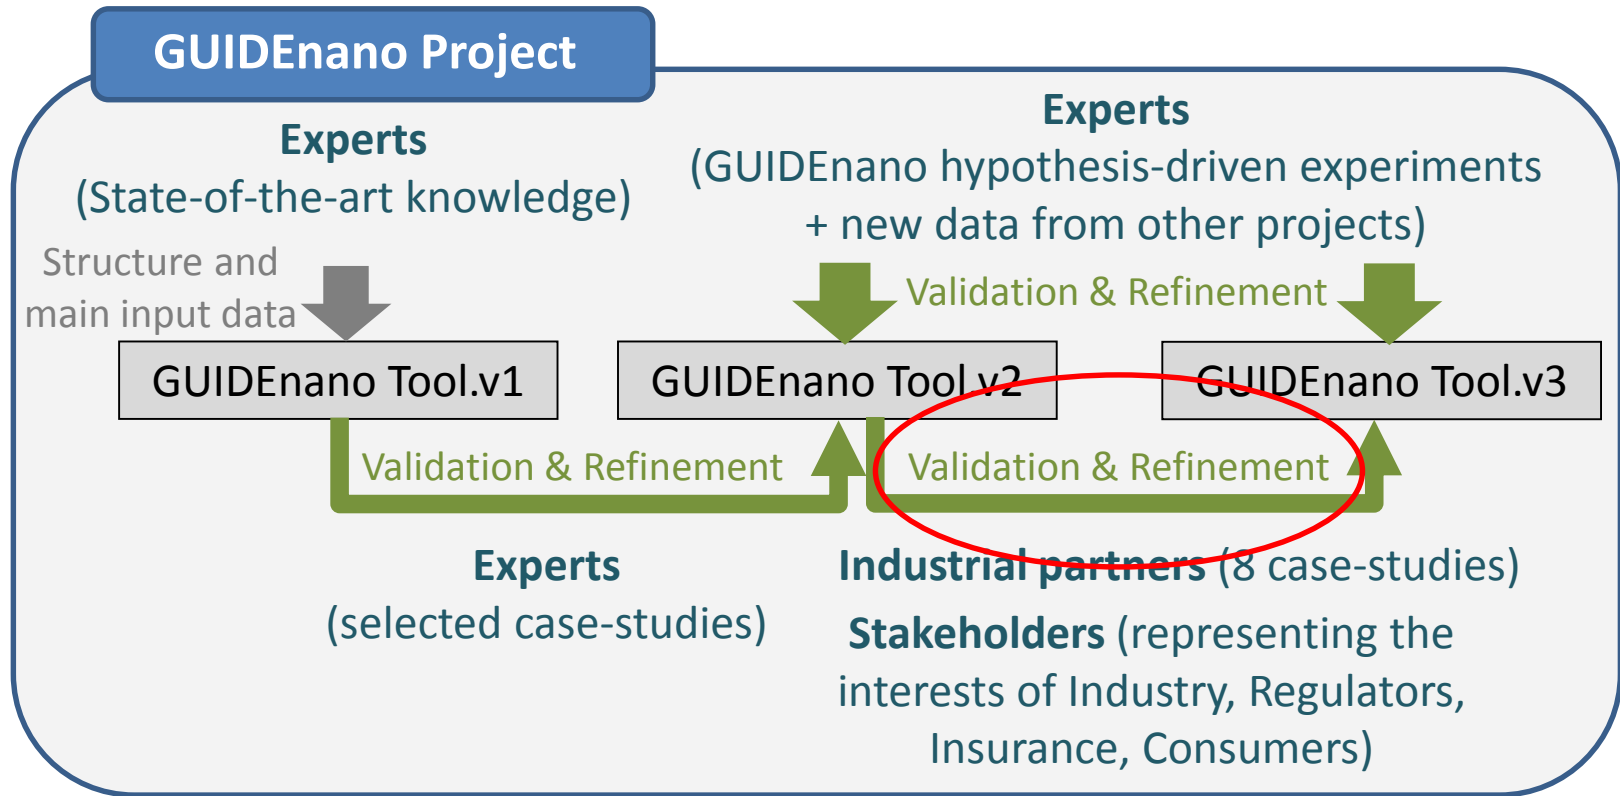 GUIDEnano Project
Experts
(State-of-the-art knowledge)
Experts
(GUIDEnano hypothesis-driven experiments
+ new data from other projects)
Structure and
main input data
Validation & Refinement
GUIDEnano Tool.v1
GUIDEnano Tool.v2
GUIDEnano Tool.v3
Validation & Refinement
Validation & Refinement
Experts
(selected case-studies)
Industrial partners (8 case-studies)
Stakeholders (representing the
interests of Industry, Regulators,
Insurance, Consumers)